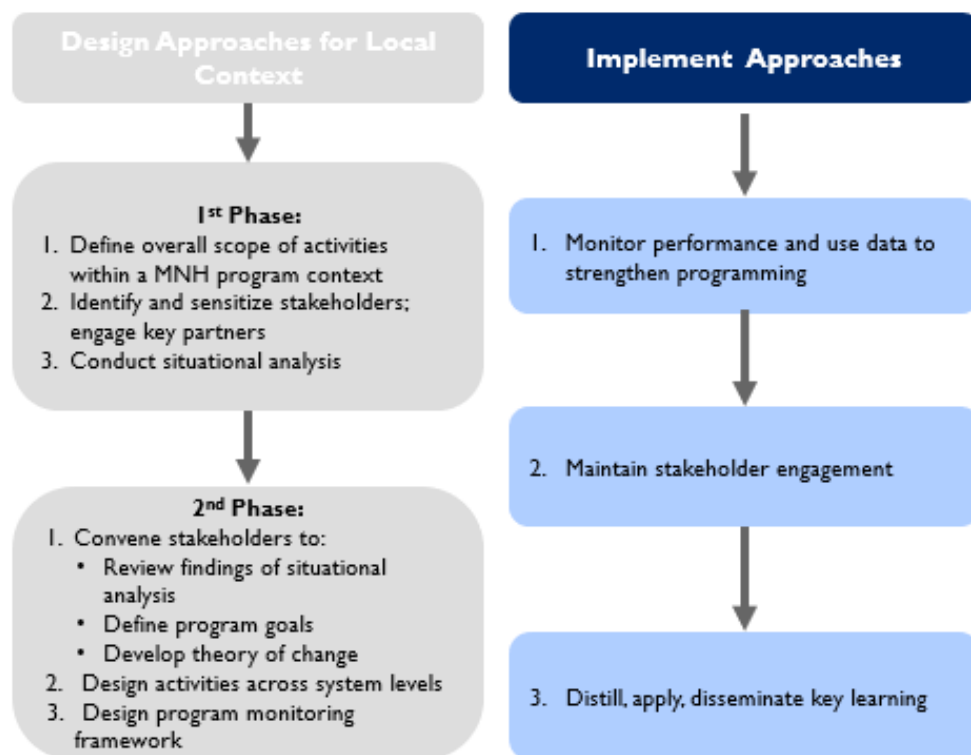 Design Approaches for Local
Context
1st Phase:
1. Define overall scope of activities
within a MNH program context
2. Identify and sensitize stakeholders;
engage key partners
3. Conduct situational analysis
2nd Phase:
1. Convene stakeholders to:
• Review findings of situational
analysis
• Define program goals
• Develop theory of change
2. Design activities across system levels
3. Design program monitoring
framework
Implement Approaches
1. Monitor performance and use data to
strengthen programming
2. Maintain stakeholder engagement
3. Distill, apply, disseminate key learning